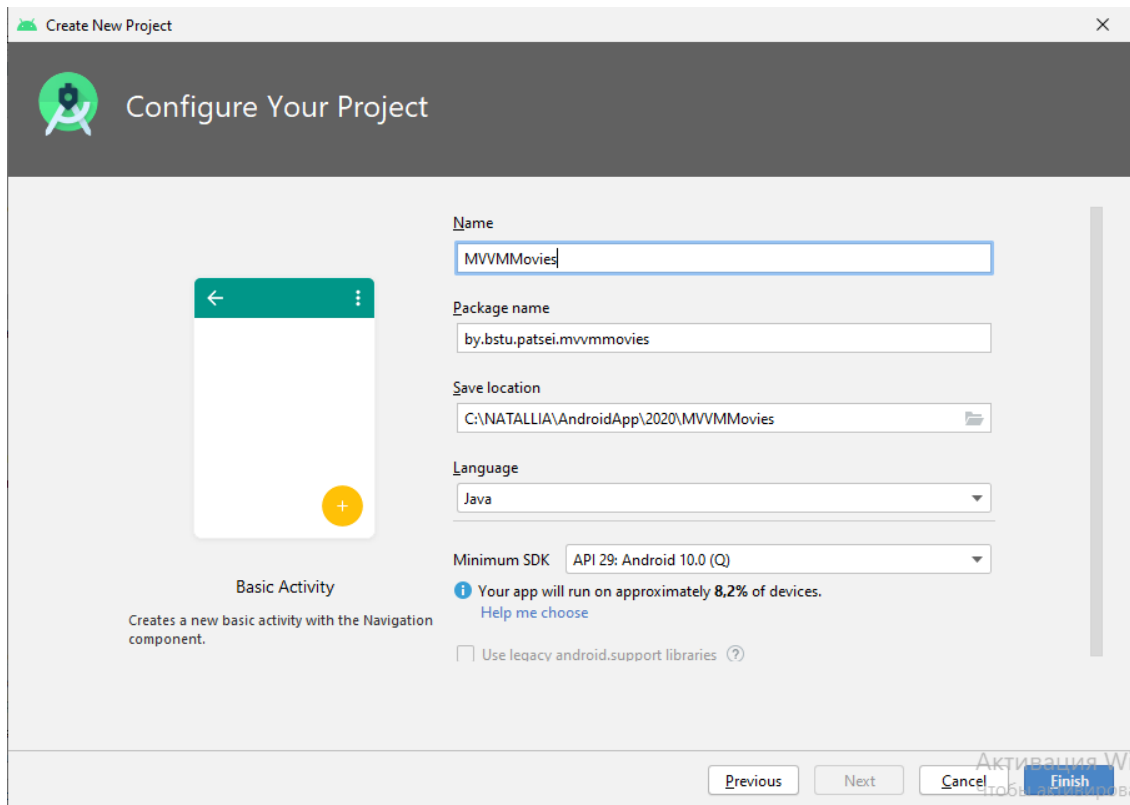 Create New Project
Configure Your Project
Name
MVVMMovies
Package name
by.bstu.patsei.mvvmmovies
Save location
C:\NATALLIA\AndroidApp\2020\MVVMMovies
Language
Java
Minimum SDK API 29: Android 10.0 (Q)
Your app will run on approximately 8,2% of devices.
Help me choose
Use legacy android.support libraries ?
Basic Activity
Creates a new basic activity with the Navigation
component.
Активация Wi
Previous Next Cancel Finish
Чтобы активирова